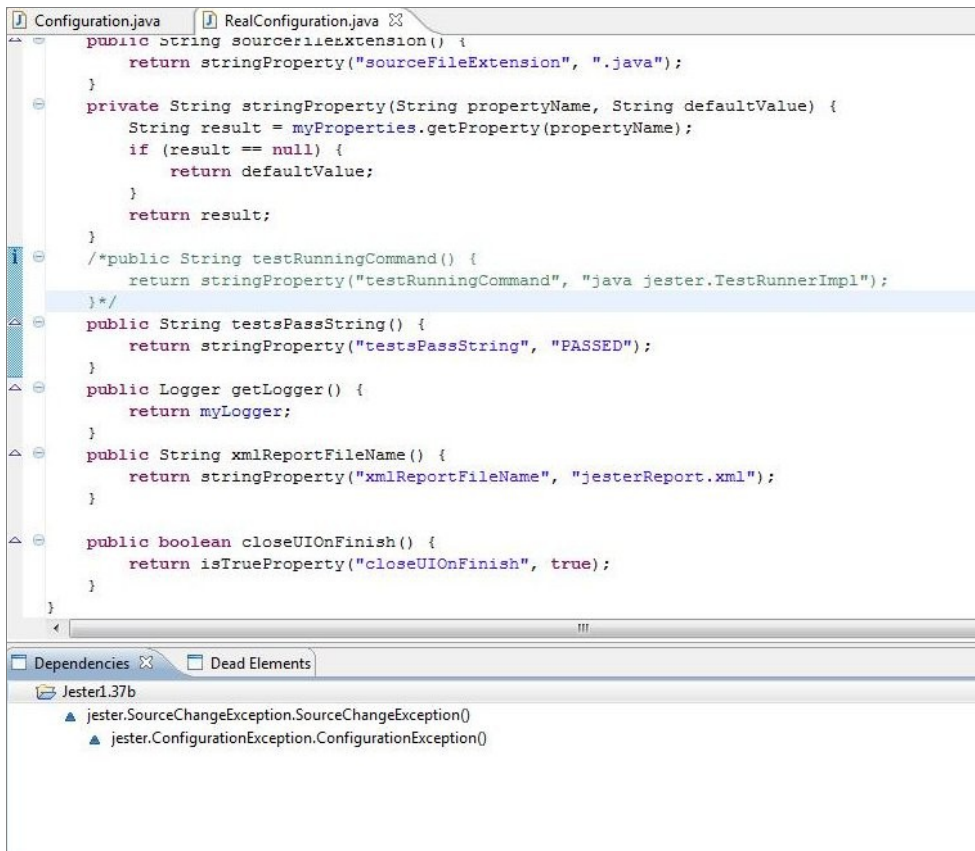 Configuration.java RealConfiguration.java
public String sourceFileExtension() {
return stringProperty("sourceFileExtension", ".java");
}
private String stringProperty(String propertyName, String defaultValue) {
String result = myProperties.getProperty(propertyName);
if (result == null) {
return defaultValue;
}
return result;
}
/*public String testRunningCommand() {
return stringProperty("testRunningCommand", "java jester.TestRunnerImpl");
}*/
public String testsPassString() {
return stringProperty("testsPassString", "PASSED");
}
public Logger getLogger() {
return myLogger;
}
public String xmlReportFileName() {
return stringProperty("xmlReportFileName", "jesterReport.xml");
}
public boolean closeUIOnFinish() {
return isTrueProperty("closeUIOnFinish", true);
}
}
Dependencies Dead Elements
Jester1.37b
jester.SourceChangeException.SourceChangeException()
jester.ConfigurationException.ConfigurationException()